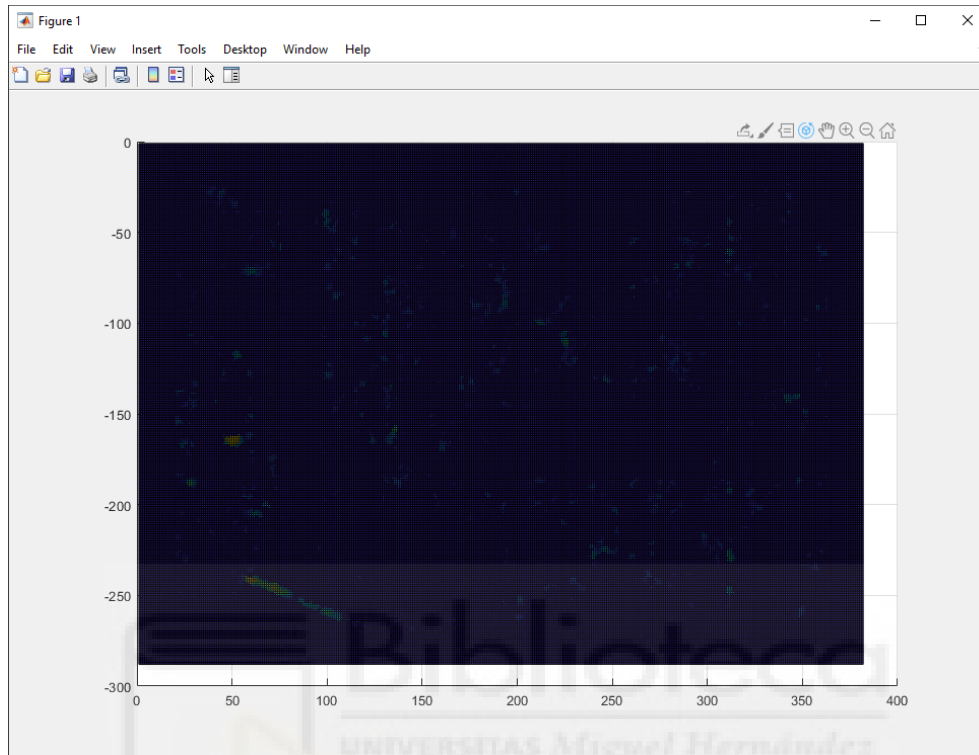 Figure 1
File Edit View Insert Tools Desktop Window Help
0
-50
-100
-150
-200
-250
-300
0 50 100 150 200 250 300 350 400
Biblioteca
UNIVERSITAS Miguel Hernández